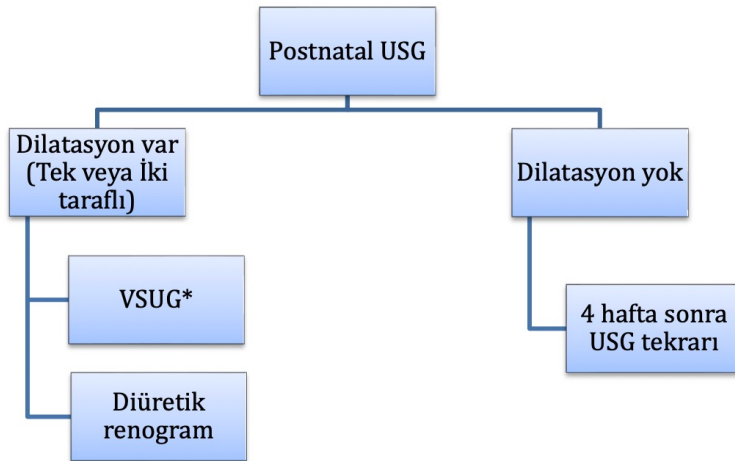 Postnatal USG
Dilatasyon var
(Tek veya İki
taraflı)
Dilatasyon yok
VSUG*
4 hafta sonra
USG tekrarı
Diüretik
renogram